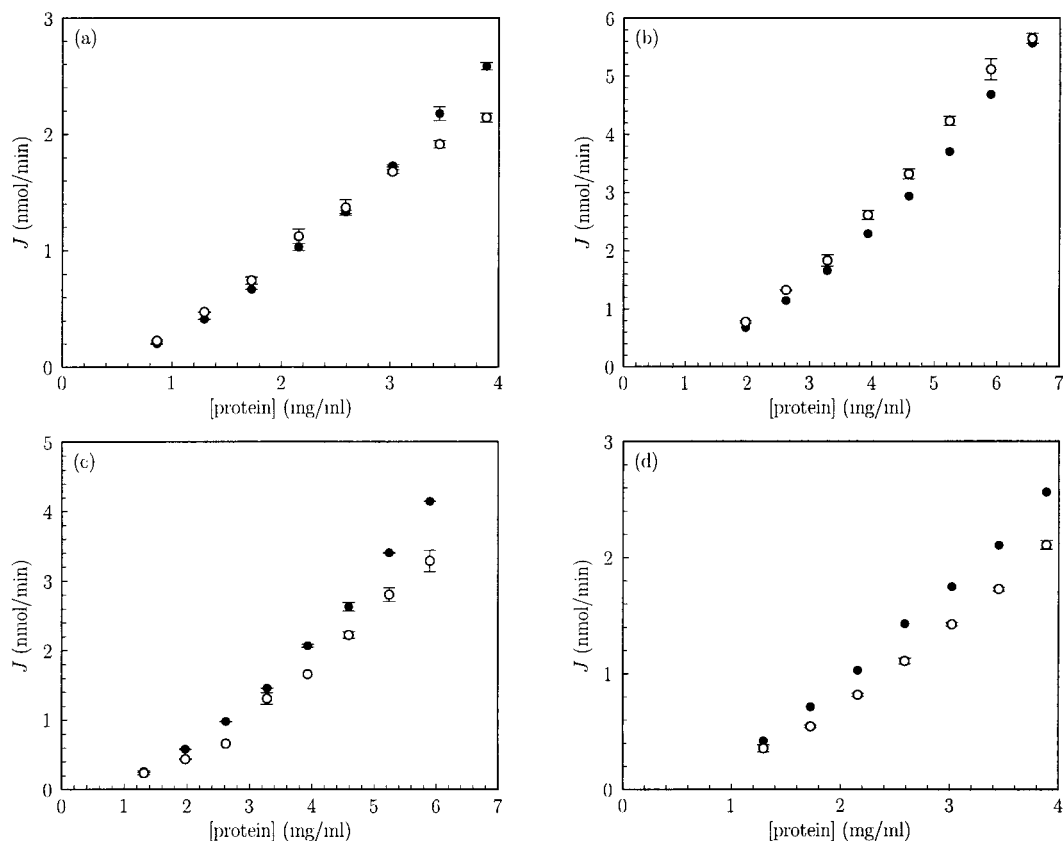 (a)
3
2
1
0
J (nmol/min)
0 1 2 3 4
[protein] (mg/ml)
(b)
6
5
4
3
2
1
0
J (nmol/min)
0 1 2 3 4 5 6 7
[protein] (mg/ml)
(c)
5
4
3
2
1
0
J (nmol/min)
0 1 2 3 4 5 6 7
[protein] (mg/ml)
(d)
3
2
1
0
J (nmol/min)
0 1 2 3 4
[protein] (mg/ml)